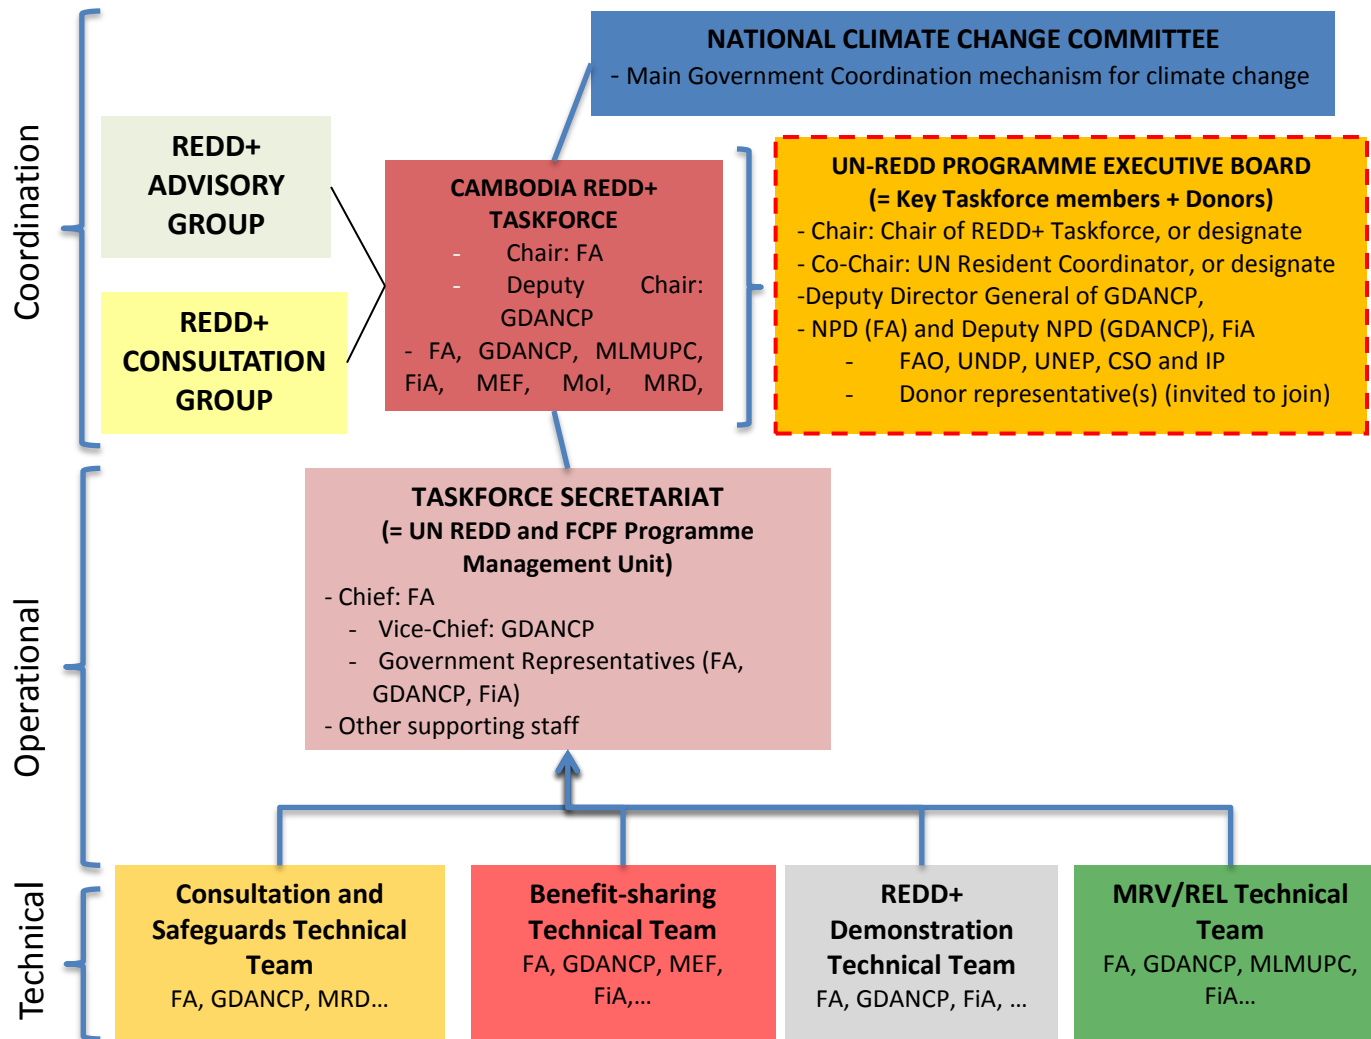 Coordination
NATIONAL CLIMATE CHANGE COMMITTEE
- Main Government Coordination mechanism for climate change
REDD+
ADVISORY
GROUP
REDD+
CONSULTATION
GROUP
CAMBODIA REDD+
TASKFORCE
- Chair: FA
- Deputy Chair:
GDANCP
- FA, GDANCP, MLMUPC,
FiA, MEF, MoI, MRD,
UN-REDD PROGRAMME EXECUTIVE BOARD
(= Key Taskforce members + Donors)
- Chair: Chair of REDD+ Taskforce, or designate
- Co-Chair: UN Resident Coordinator, or designate
-Deputy Director General of GDANCP,
- NPD (FA) and Deputy NPD (GDANCP), FiA
- FAO, UNDP, UNEP, CSO and IP
- Donor representative(s) (invited to join)
Operational
TASKFORCE SECRETARIAT
(= UN REDD and FCPF Programme
Management Unit)
- Chief: FA
- Vice-Chief: GDANCP
- Government Representatives (FA,
GDANCP, FiA)
- Other supporting staff
Technical
Consultation and
Safeguards Technical
Team
FA, GDANCP, MRD...
Benefit-sharing
Technical Team
FA, GDANCP, MEF,
FiA,...
REDD+
Demonstration
Technical Team
FA, GDANCP, FiA, ...
MRV/REL Technical
Team
FA, GDANCP, MLMUPC,
FiA...